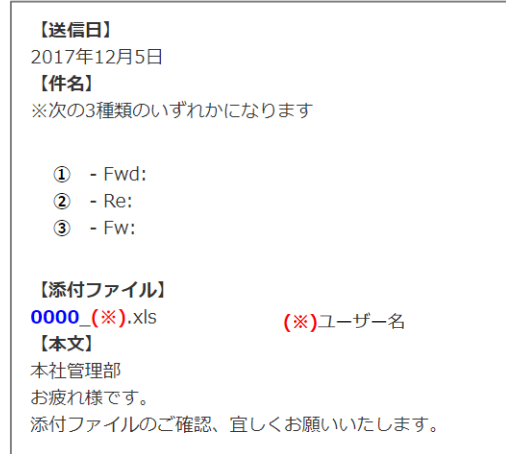 【送信日】
2017年12月5日
【件名】
※次の3種類のいずれかになります
① - Fwd:
② - Re:
③ - Fw:
【添付ファイル】
0000_(※).xls (※)ユーザー名
【本文】
本社管理部
お疲れ様です。
添付ファイルのご確認、宜しくお願いいたします。